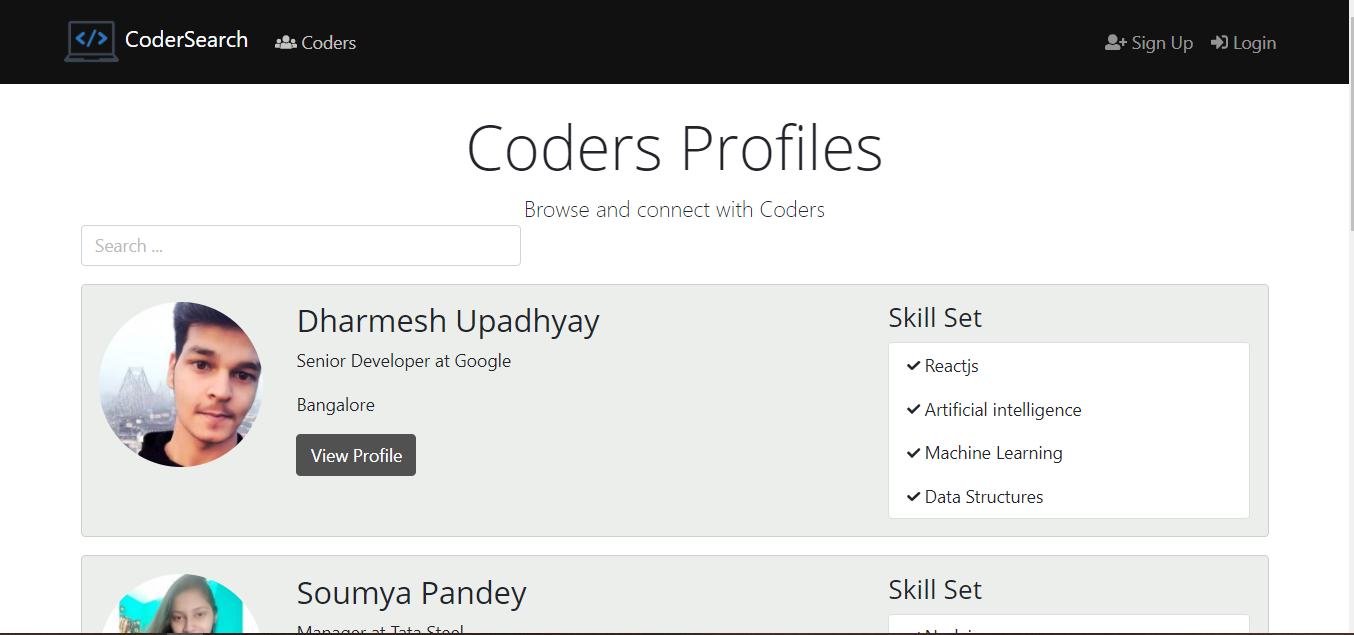 </> CoderSearch Coders Sign Up Login
Coders Profiles
Browse and connect with Coders
Search ...
Dharmesh Upadhyay
Senior Developer at Google
Bangalore
View Profile
Skill Set
Reactjs
Artificial intelligence
Machine Learning
Data Structures
Soumya Pandey
Manager at Tata Steel
Skill Set